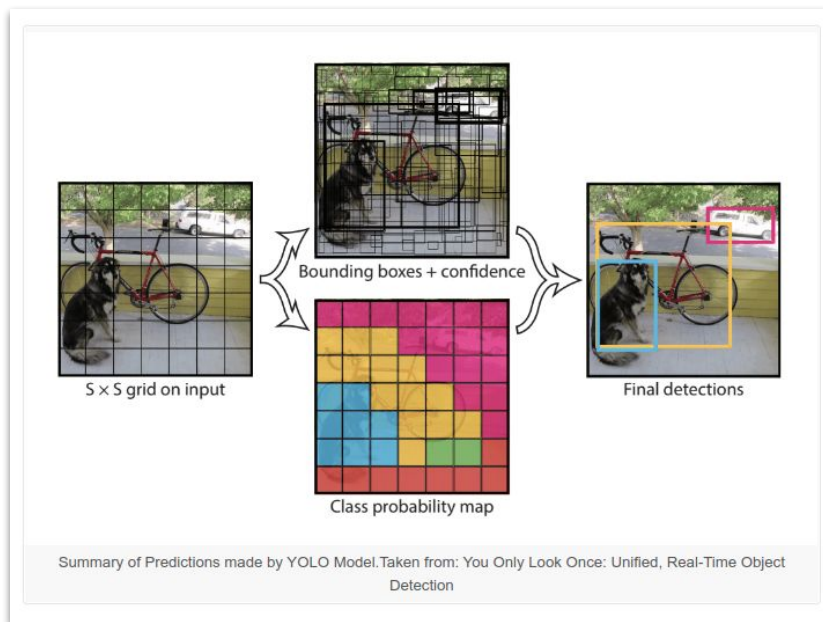 Bounding boxes + confidence
S × S grid on input
Final detections
Class probability map
Summary of Predictions made by YOLO Model.Taken from: You Only Look Once: Unified, Real-Time Object
Detection